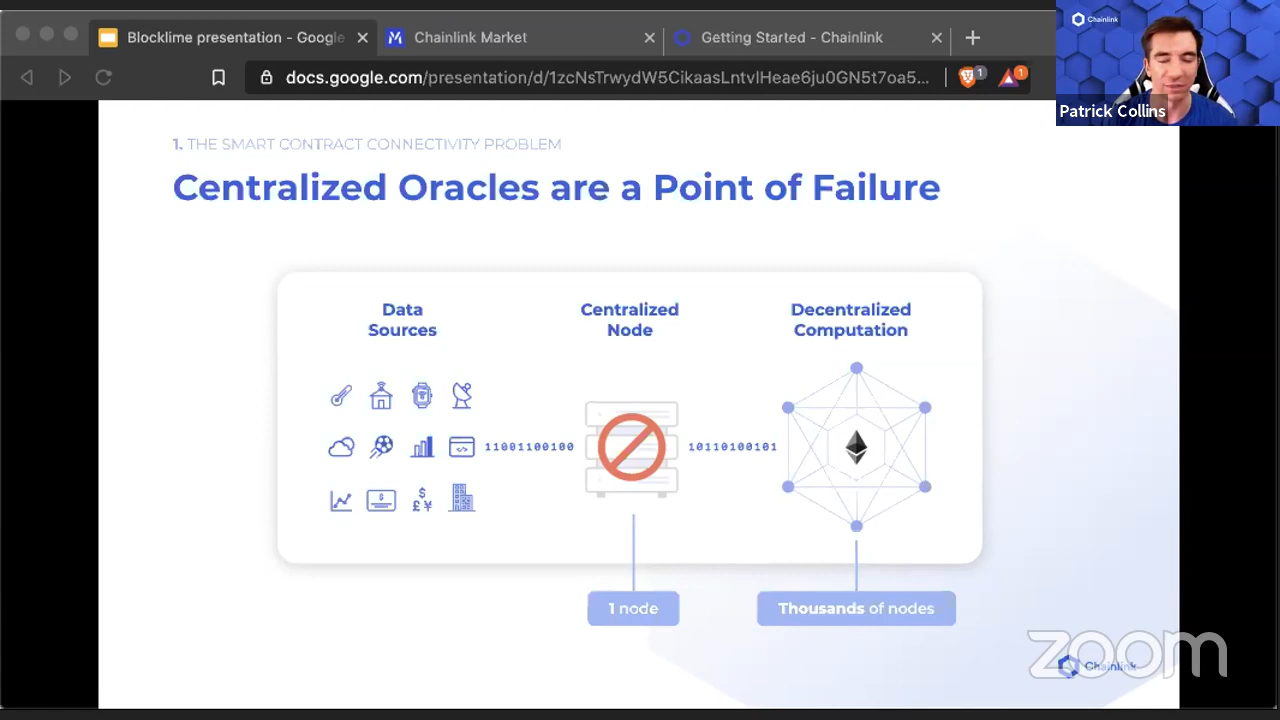 Blocklime presentation - Google
Chainlink Market
Getting Started - Chainlink
docs.google.com/presentation/d/1zcNsTrwydW5CikaasLntvlHeae6ju0GN5t7oa5...
1
1
Chainlink
Patrick Collins
1. THE SMART CONTRACT CONNECTIVITY PROBLEM
Centralized Oracles are a Point of Failure
Data
Sources
Centralized
Node
Decentralized
Computation
11001100100
10110100101
1 node
Thousands of nodes
Chainlink
zoom